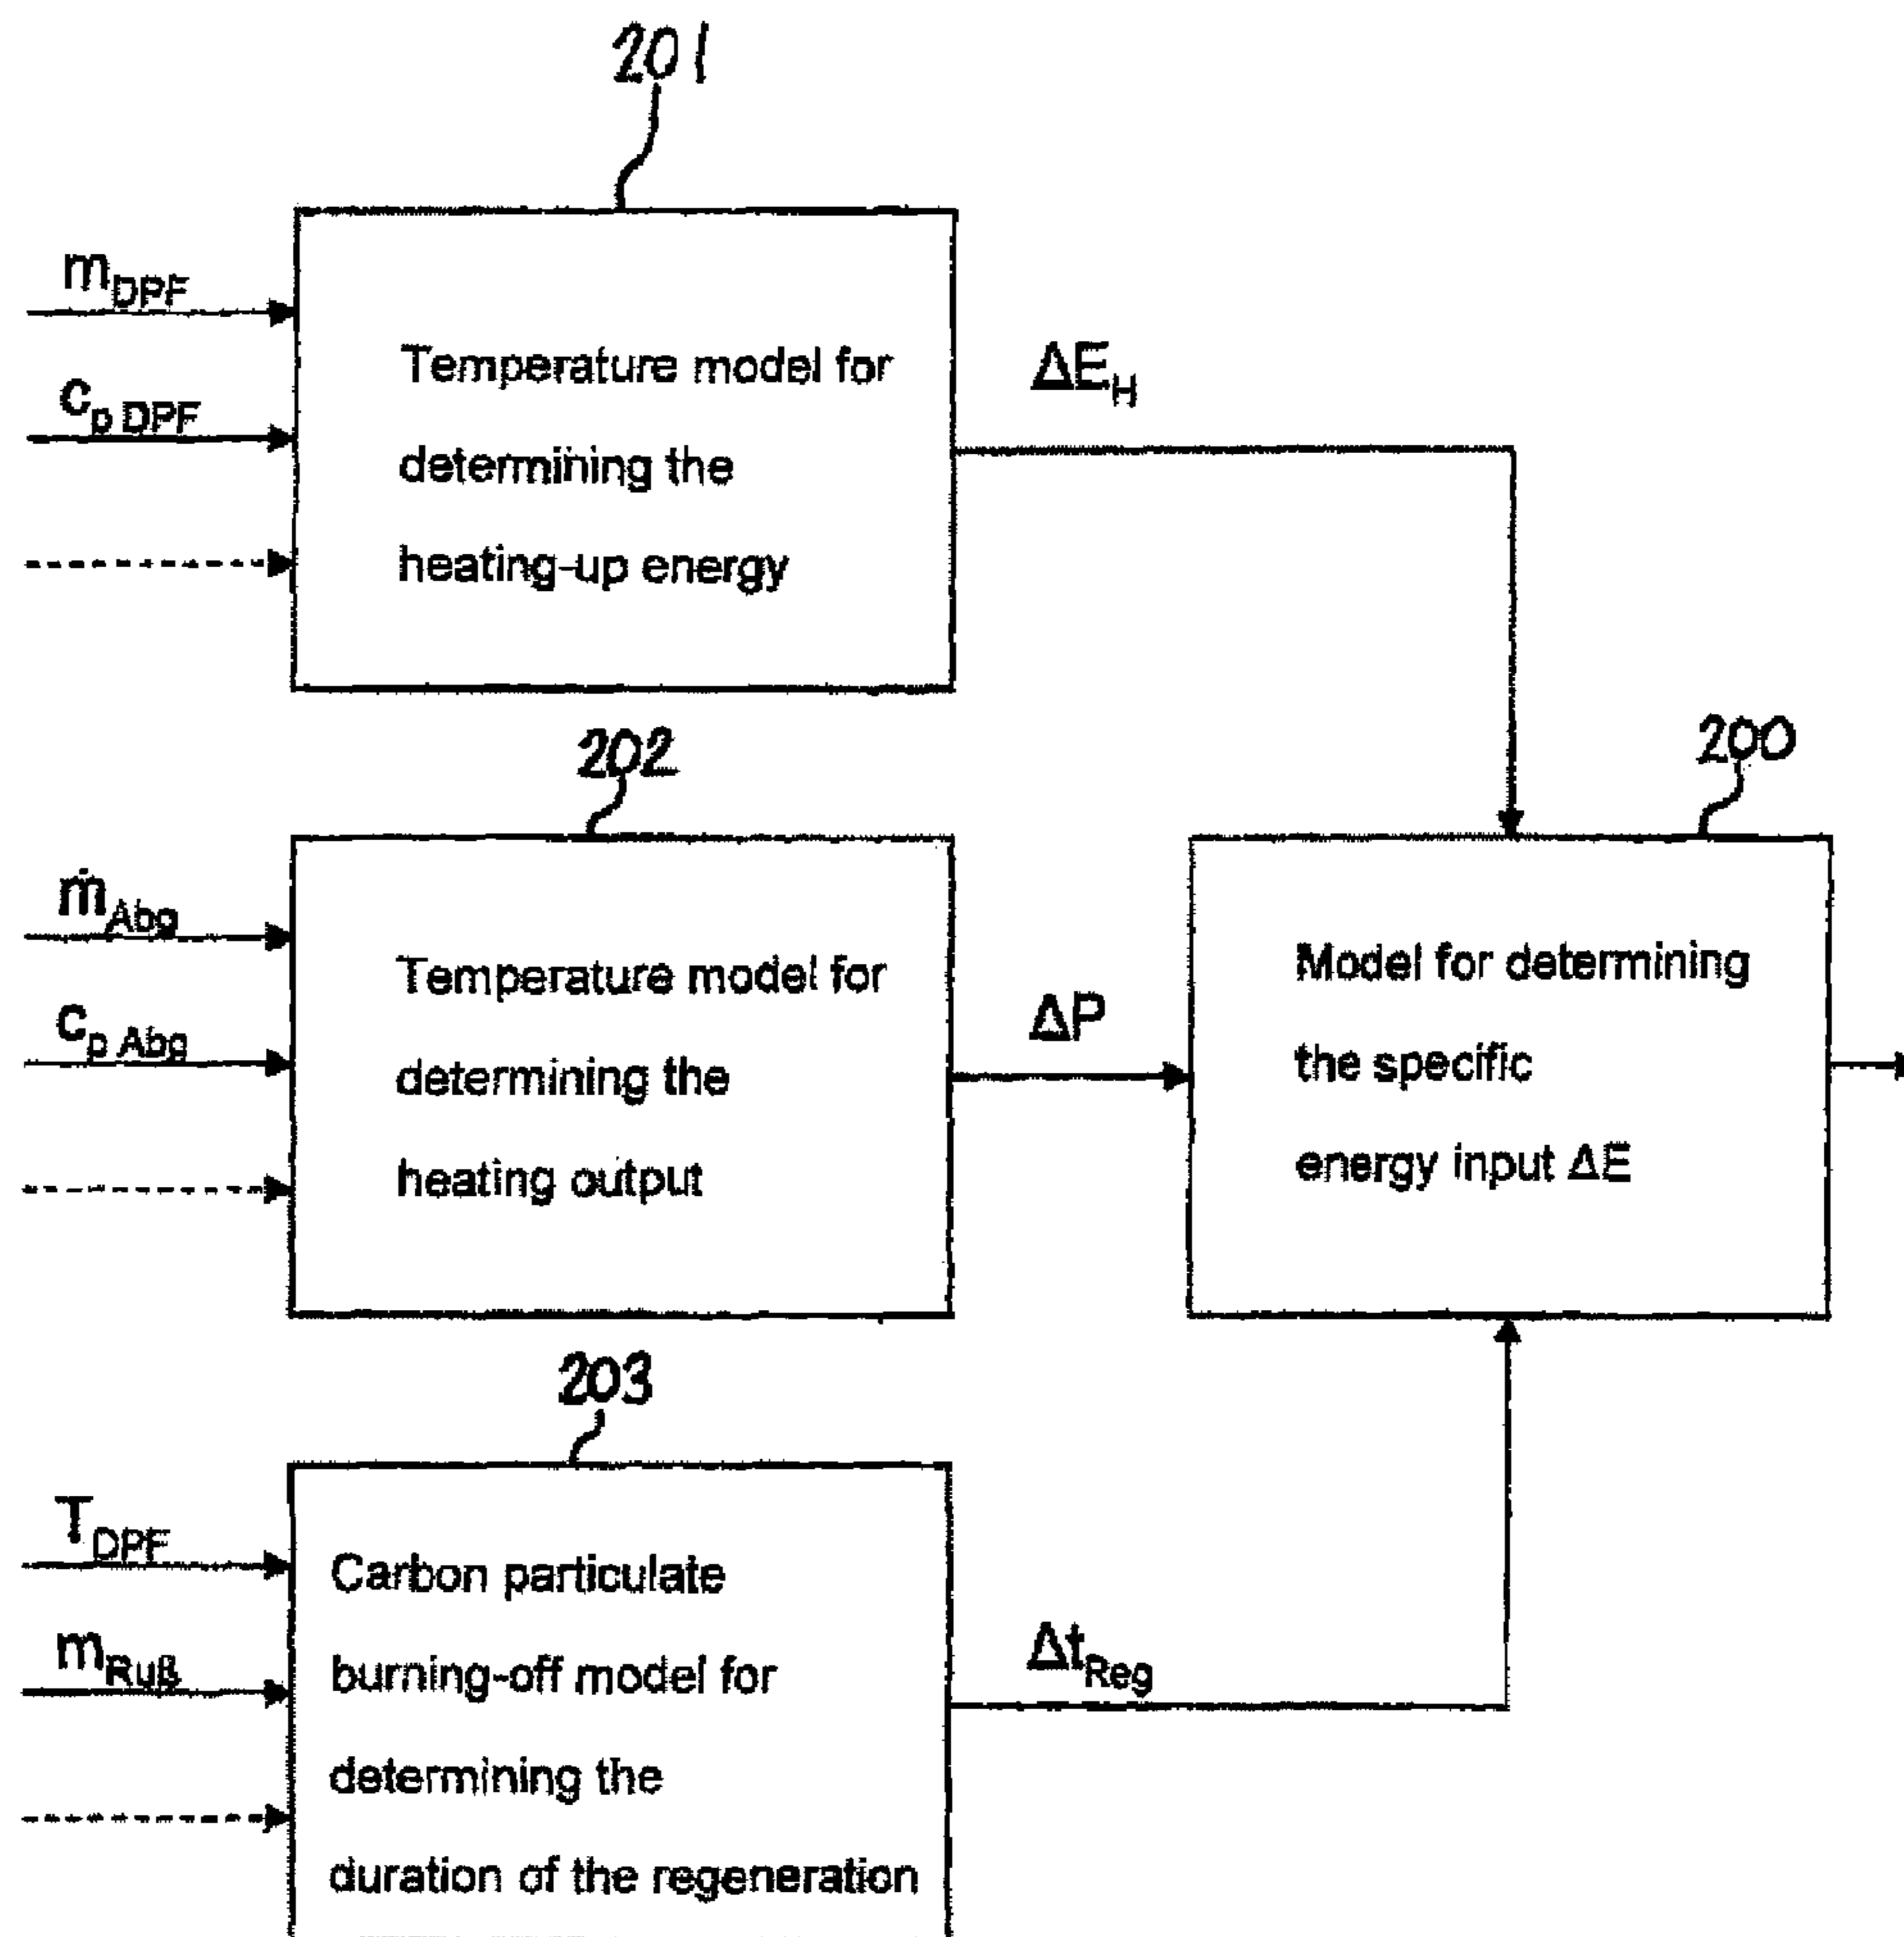 201
m_DPF
c_p DPF
Temperature model for
determining the
heating-up energy
ΔE_H
202
200
ṁ_Abg
c_p Abg
Temperature model for
determining the
heating output
ΔP
Model for determining
the specific
energy input ΔE
203
T_DPF
m_Ruß
Carbon particulate
burning-off model for
determining the
duration of the regeneration
Δt_Reg